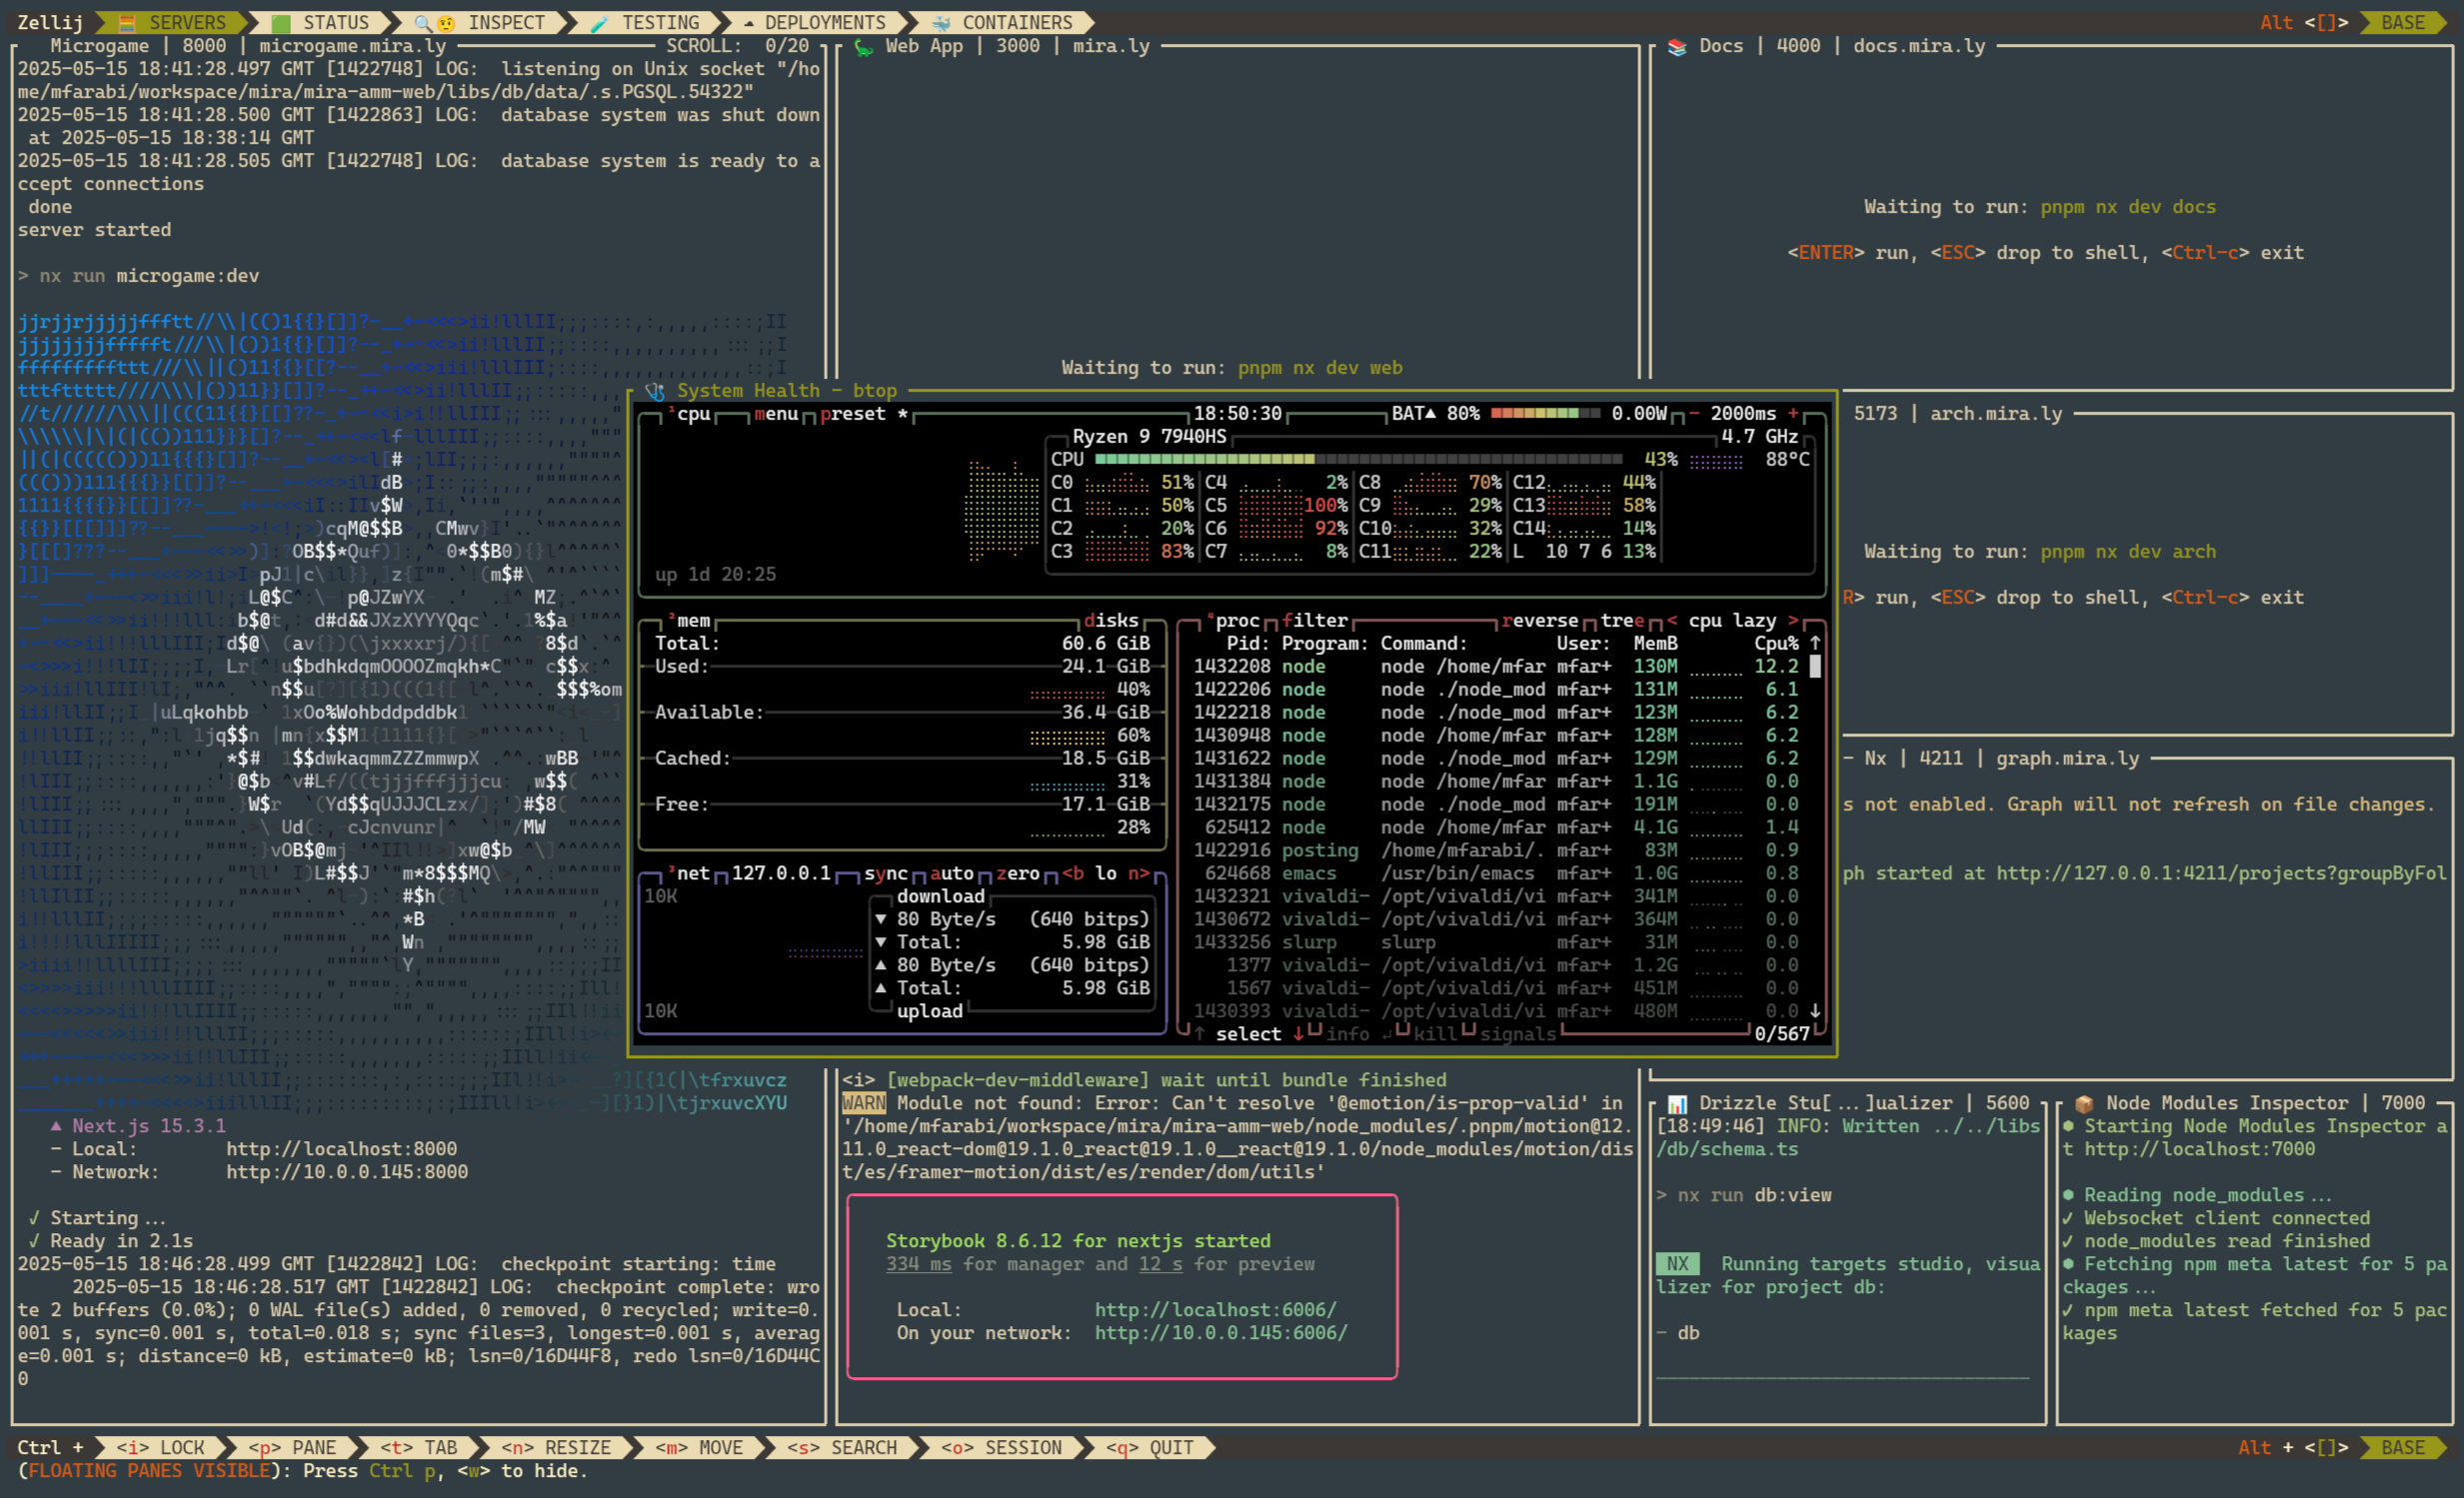 Zellij SERVERS STATUS INSPECT TESTING DEPLOYMENTS CONTAINERS Alt <[]> BASE
Microgame | 8000 | microgame.mira.ly SCROLL: 0/20
2025-05-15 18:41:28.497 GMT [1422748] LOG:  listening on Unix socket "/ho
me/mfarabi/workspace/mira/mira-amm-web/libs/db/data/.s.PGSQL.54322"
2025-05-15 18:41:28.500 GMT [1422863] LOG:  database system was shut down
at 2025-05-15 18:38:14 GMT
2025-05-15 18:41:28.505 GMT [1422748] LOG:  database system is ready to a
ccept connections
done
server started
> nx run microgame:dev
▲ Next.js 15.3.1
- Local:        http://localhost:8000
- Network:      http://10.0.0.145:8000
✓ Starting ...
✓ Ready in 2.1s
2025-05-15 18:46:28.499 GMT [1422842] LOG:  checkpoint starting: time
2025-05-15 18:46:28.517 GMT [1422842] LOG:  checkpoint complete: wro
te 2 buffers (0.0%); 0 WAL file(s) added, 0 removed, 0 recycled; write=0.
001 s, sync=0.001 s, total=0.018 s; sync files=3, longest=0.001 s, averag
e=0.001 s; distance=0 kB, estimate=0 kB; lsn=0/16D44F8, redo lsn=0/16D44C
0
Web App | 3000 | mira.ly
Waiting to run: pnpm nx dev web
Docs | 4000 | docs.mira.ly
Waiting to run: pnpm nx dev docs
<ENTER> run, <ESC> drop to shell, <Ctrl-c> exit
5173 | arch.mira.ly
Waiting to run: pnpm nx dev arch
R> run, <ESC> drop to shell, <Ctrl-c> exit
- Nx | 4211 | graph.mira.ly
s not enabled. Graph will not refresh on file changes.
ph started at http://127.0.0.1:4211/projects?groupByFol
System Health - btop
¹cpu menu preset * 18:50:30 BAT▲ 80% 0.00W - 2000ms +
Ryzen 9 7940HS 4.7 GHz
CPU 43% 88°C
C0 51% C4 2% C8 70% C12 44%
C1 50% C5 100% C9 29% C13 58%
C2 20% C6 92% C10 32% C14 14%
C3 83% C7 8% C11 22% L 10 7 6 13%
up 1d 20:25
²mem disks
Total: 60.6 GiB
Used: 24.1 GiB
40%
Available: 36.4 GiB
60%
Cached: 18.5 GiB
31%
Free: 17.1 GiB
28%
³net 127.0.0.1 sync auto zero <b lo n>
10K download
▼ 80 Byte/s (640 bitps)
▼ Total: 5.98 GiB
▲ 80 Byte/s (640 bitps)
▲ Total: 5.98 GiB
10K upload
⁴proc filter reverse tree < cpu lazy >
Pid: Program: Command: User: MemB Cpu% ↑
1432208 node node /home/mfar mfar+ 130M 12.2
1422206 node node ./node_mod mfar+ 131M 6.1
1422218 node node ./node_mod mfar+ 123M 6.2
1430948 node node /home/mfar mfar+ 128M 6.2
1431622 node node ./node_mod mfar+ 129M 6.2
1431384 node node /home/mfar mfar+ 1.1G 0.0
1432175 node node ./node_mod mfar+ 191M 0.0
625412 node node /home/mfar mfar+ 4.1G 1.4
1422916 posting /home/mfarabi/. mfar+ 83M 0.9
624668 emacs /usr/bin/emacs mfar+ 1.0G 0.8
1432321 vivaldi- /opt/vivaldi/vi mfar+ 341M 0.0
1430672 vivaldi- /opt/vivaldi/vi mfar+ 364M 0.0
1433256 slurp slurp mfar+ 31M 0.0
1377 vivaldi- /opt/vivaldi/vi mfar+ 1.2G 0.0
1567 vivaldi- /opt/vivaldi/vi mfar+ 451M 0.0
1430393 vivaldi- /opt/vivaldi/vi mfar+ 480M 0.0 ↓
↑ select ↓ info ↲ kill signals 0/567
<i> [webpack-dev-middleware] wait until bundle finished
WARN Module not found: Error: Can't resolve '@emotion/is-prop-valid' in
'/home/mfarabi/workspace/mira/mira-amm-web/node_modules/.pnpm/motion@12.
11.0_react-dom@19.1.0_react@19.1.0__react@19.1.0/node_modules/motion/dis
t/es/framer-motion/dist/es/render/dom/utils'
Storybook 8.6.12 for nextjs started
334 ms for manager and 12 s for preview
Local:            http://localhost:6006/
On your network:  http://10.0.0.145:6006/
Drizzle Stu[ ... ]ualizer | 5600
[18:49:46] INFO: Written ../../libs
/db/schema.ts
> nx run db:view
NX  Running targets studio, visua
lizer for project db:
- db
Node Modules Inspector | 7000
● Starting Node Modules Inspector a
t http://localhost:7000
● Reading node_modules ...
✓ Websocket client connected
✓ node_modules read finished
● Fetching npm meta latest for 5 pa
ckages ...
✓ npm meta latest fetched for 5 pac
kages
Ctrl + <i> LOCK <p> PANE <t> TAB <n> RESIZE <m> MOVE <s> SEARCH <o> SESSION <q> QUIT Alt + <[]> BASE
(FLOATING PANES VISIBLE): Press Ctrl p, <w> to hide.